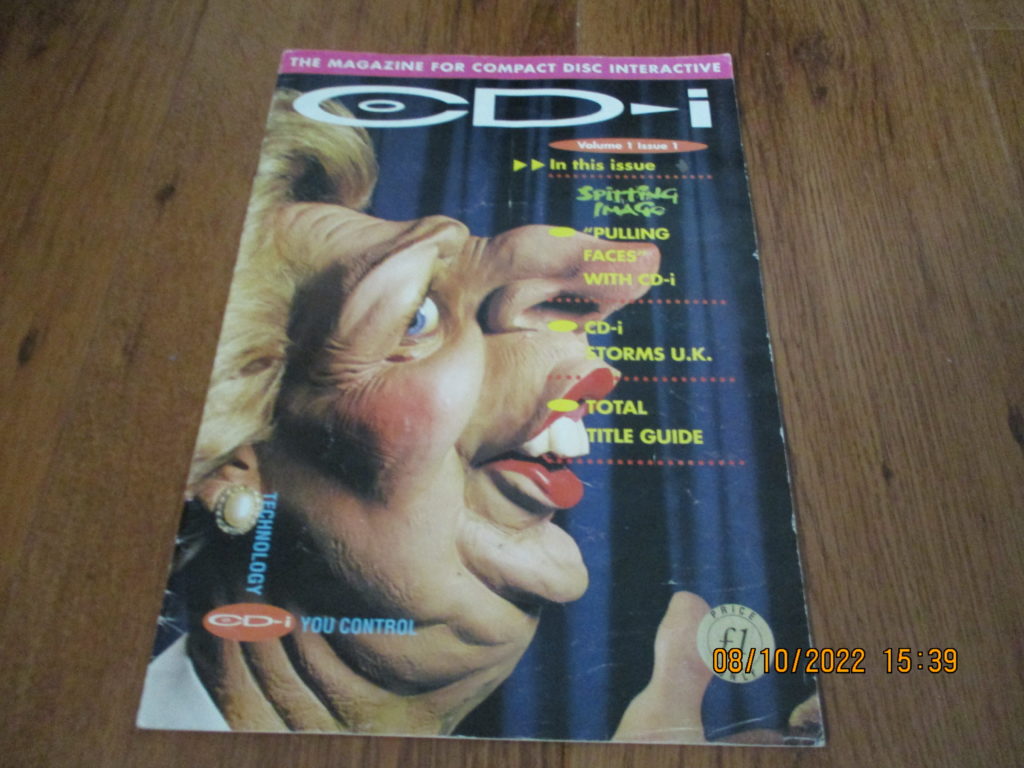 THE MAGAZINE FOR COMPACT DISC INTERACTIVE
CD-i
Volume 1 Issue 1
In this issue
SPITTING
IMAGE
"PULLING
FACES"
WITH CD-i
CD-i
STORMS U.K.
TOTAL
TITLE GUIDE
TECHNOLOGY
CD-i YOU CONTROL
PRICE
£1
08/10/2022 15:39